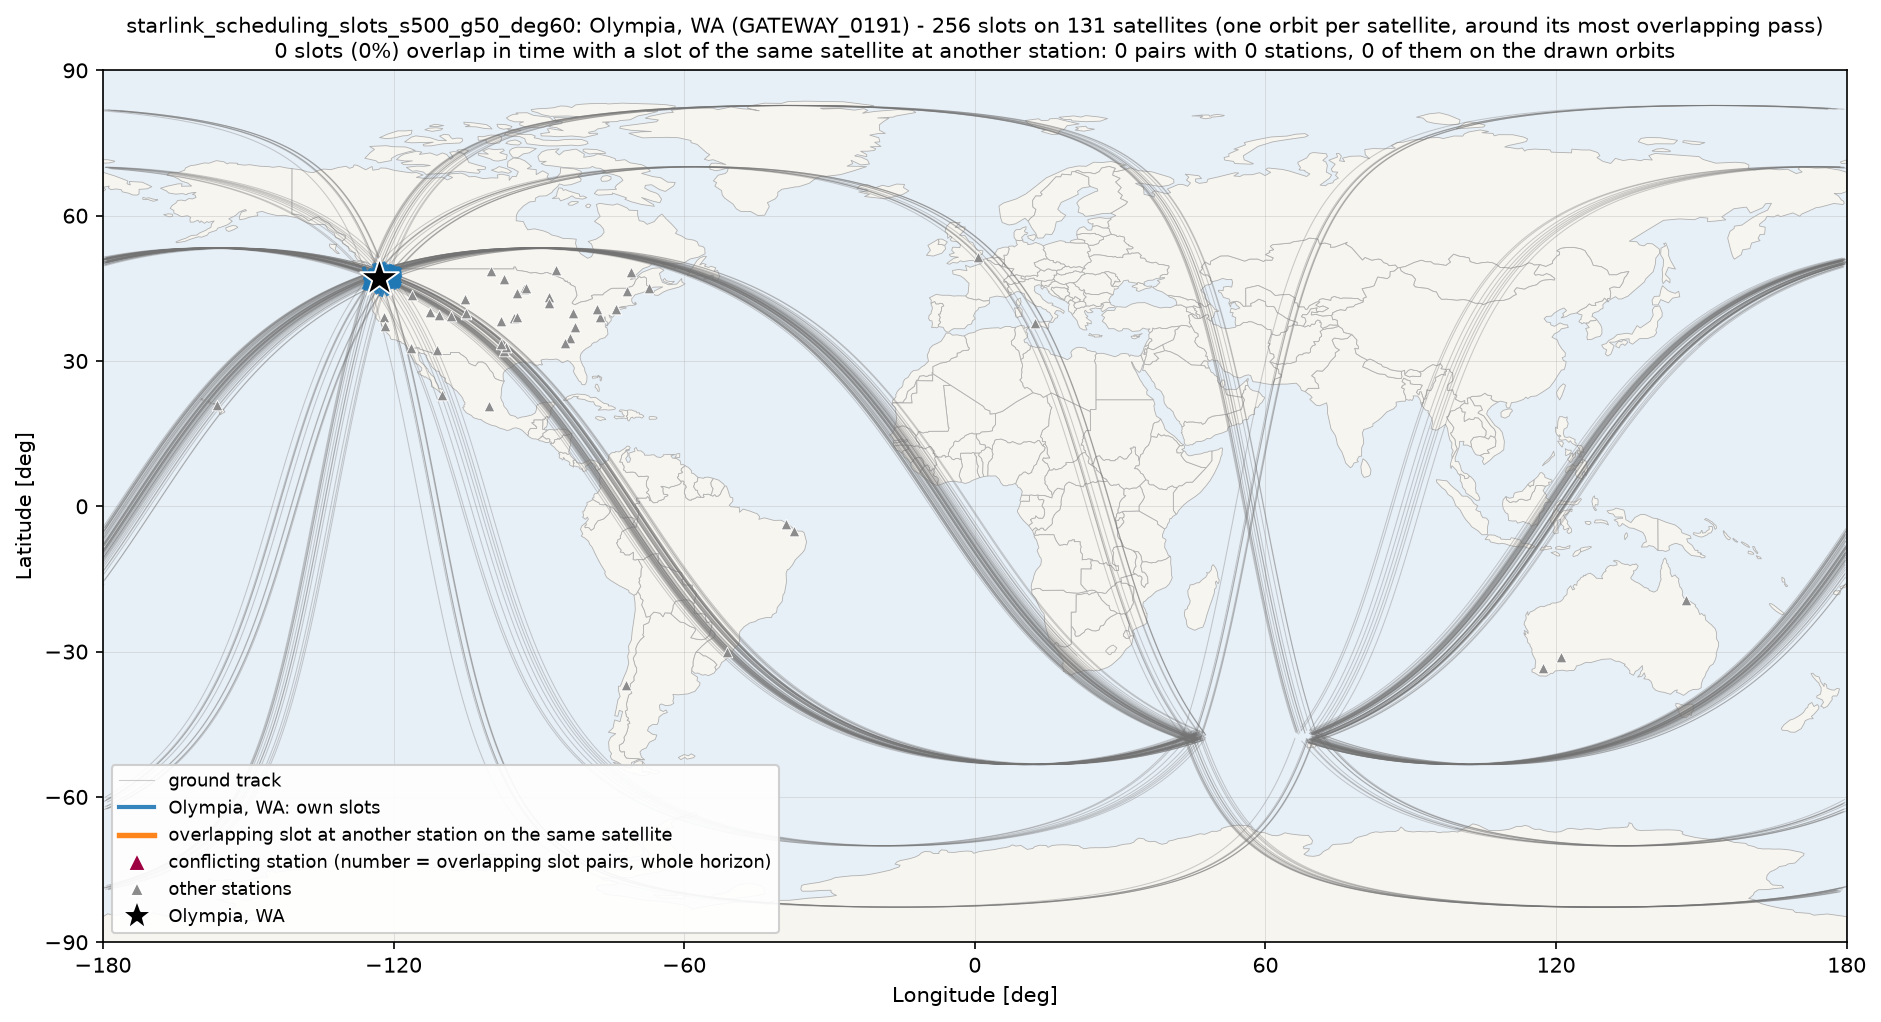 starlink_scheduling_slots_s500_g50_deg60: Olympia, WA (GATEWAY_0191) - 256 slots on 131 satellites (one orbit per satellite, around its most overlapping pass)
0 slots (0%) overlap in time with a slot of the same satellite at another station: 0 pairs with 0 stations, 0 of them on the drawn orbits
90
60
30
0
−30
−60
−90
Latitude [deg]
ground track
Olympia, WA: own slots
overlapping slot at another station on the same satellite
conflicting station (number = overlapping slot pairs, whole horizon)
other stations
Olympia, WA
−180
−120
−60
0
60
120
180
Longitude [deg]